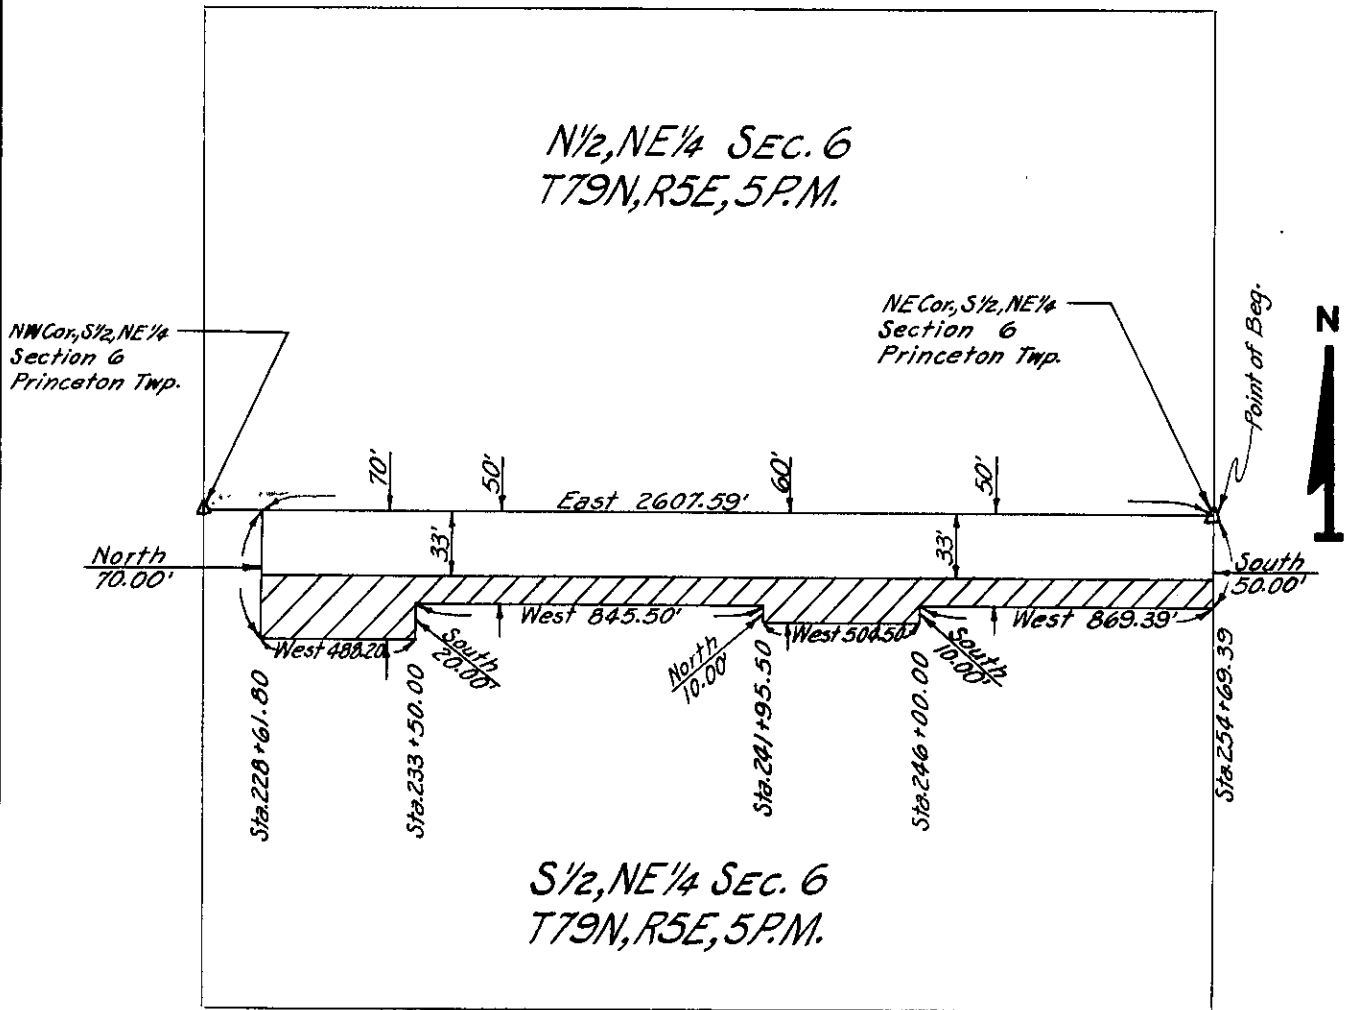 N½, NE¼ SEC. 6
T79N, R5E, 5P.M.
NW Cor., S½, NE¼
Section 6
Princeton Twp.
NE Cor., S½, NE¼
Section 6
Princeton Twp.
Point of Beg.
N
70'
50'
60'
50'
East 2607.59'
33'
33'
North
70.00'
South
50.00'
West 488.20
South
20.00'
West 845.50'
North
10.00'
West 504.50
South
10.00'
West 869.39'
Sta. 228+61.80
Sta. 233+50.00
Sta. 241+95.50
Sta. 246+00.00
Sta. 254+69.39
S½, NE¼ SEC. 6
T79N, R5E, 5P.M.